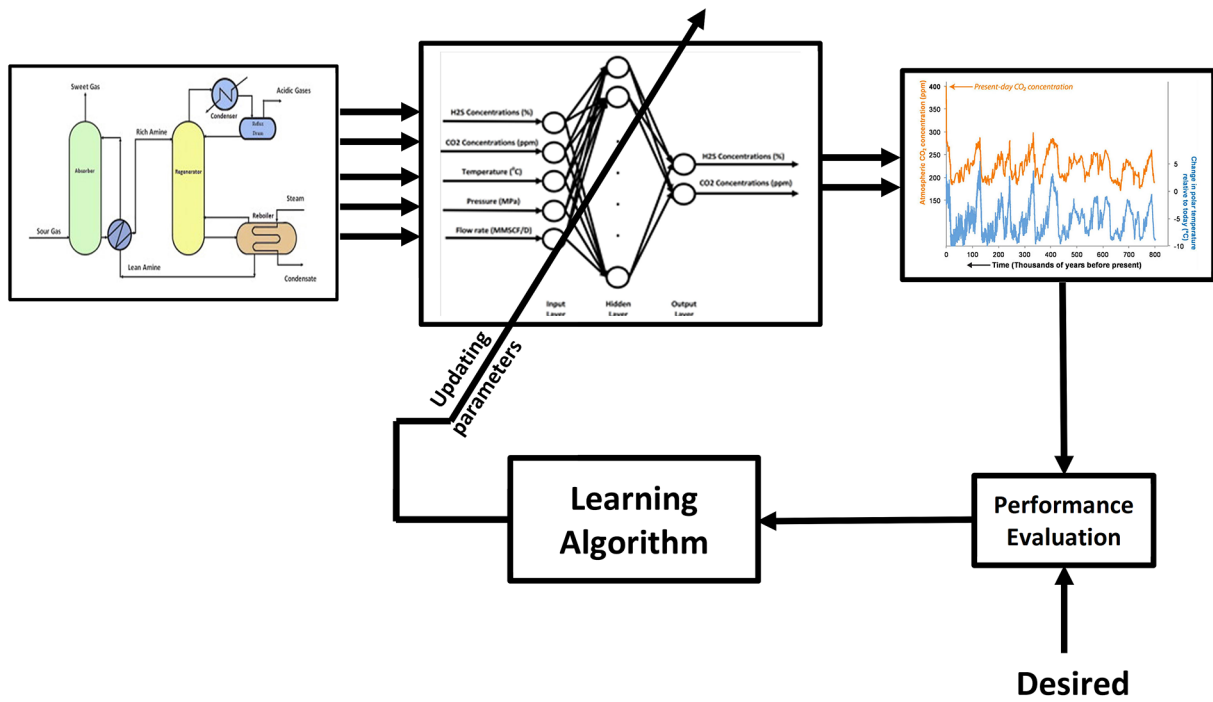 Sweet Gas
Acidic Gases
Condenser
Reflux
Drum
Rich Amine
Absorber
Regenerator
Steam
Reboiler
Sour Gas
Lean Amine
Condensate
H2S Concentrations (%)
CO2 Concentrations (ppm)
Temperature (°C)
Pressure (MPa)
Flow rate (MMSCF/D)
H2S Concentrations (%)
CO2 Concentrations (ppm)
Input
Layer
Hidden
Layer
Output
Layer
Atmospheric CO₂ concentration (ppm)
400
300
250
200
150
Present-day CO₂ concentration
5
0
-5
-10
Change in polar temperature
relative to today (°C)
0 100 200 300 400 500 600 700 800
Time (Thousands of years before present)
Updating
parameters
Learning
Algorithm
Performance
Evaluation
Desired